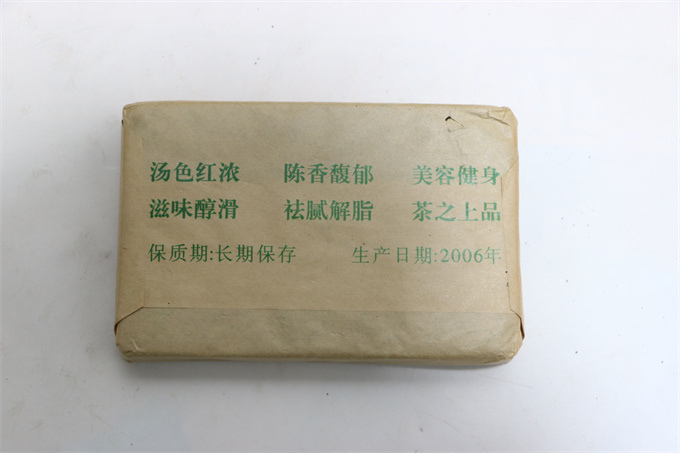 汤色红浓 陈香馥郁 美容健身
滋味醇滑 祛腻解脂 茶之上品
保质期:长期保存 生产日期:2006年